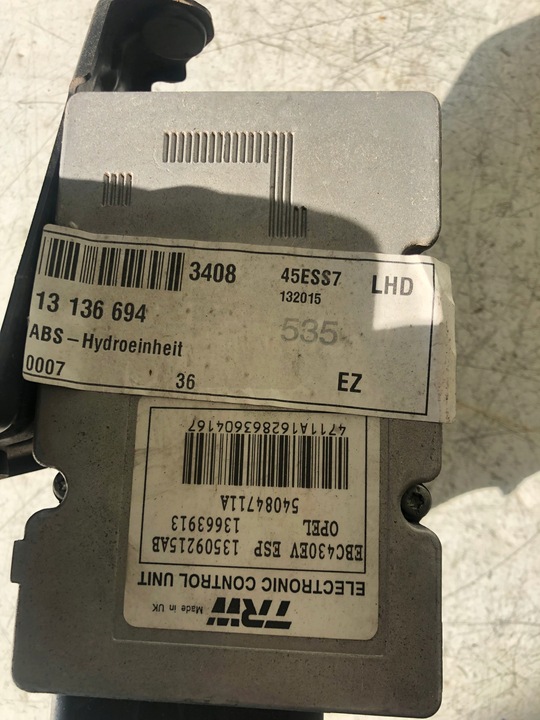 3408 45ESS7 LHD
132015
13 136 694
535
ABS-Hydroeinheit
0007 36 EZ
TRW Made in UK
ELECTRONIC CONTROL UNIT
EBC430EV ESP 13509215AB
OPEL 13663913
54084711A
4711A1628636604167